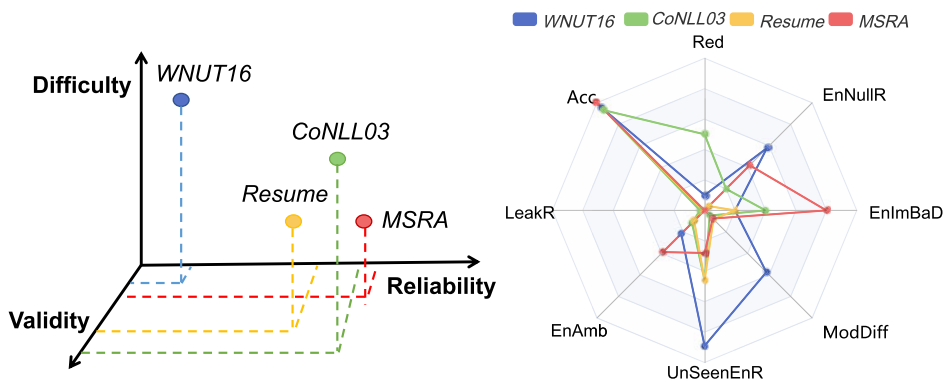 Difficulty
WNUT16
CoNLL03
Resume
MSRA
Reliability
Validity
WNUT16 CoNLL03 Resume MSRA
Red
Acc
EnNullR
LeakR
EnImBaD
EnAmb
ModDiff
UnSeenEnR